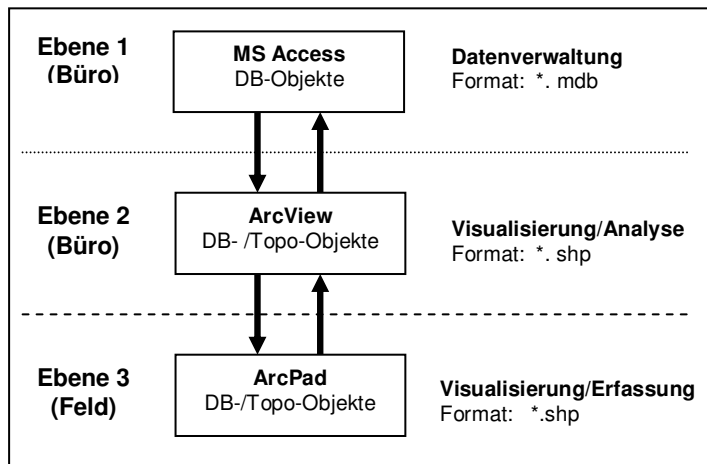 Ebene 1
(Büro)
MS Access
DB-Objekte
Datenverwaltung
Format: *. mdb
Ebene 2
(Büro)
ArcView
DB- /Topo-Objekte
Visualisierung/Analyse
Format: *. shp
Ebene 3
(Feld)
ArcPad
DB-/Topo-Objekte
Visualisierung/Erfassung
Format: *.shp